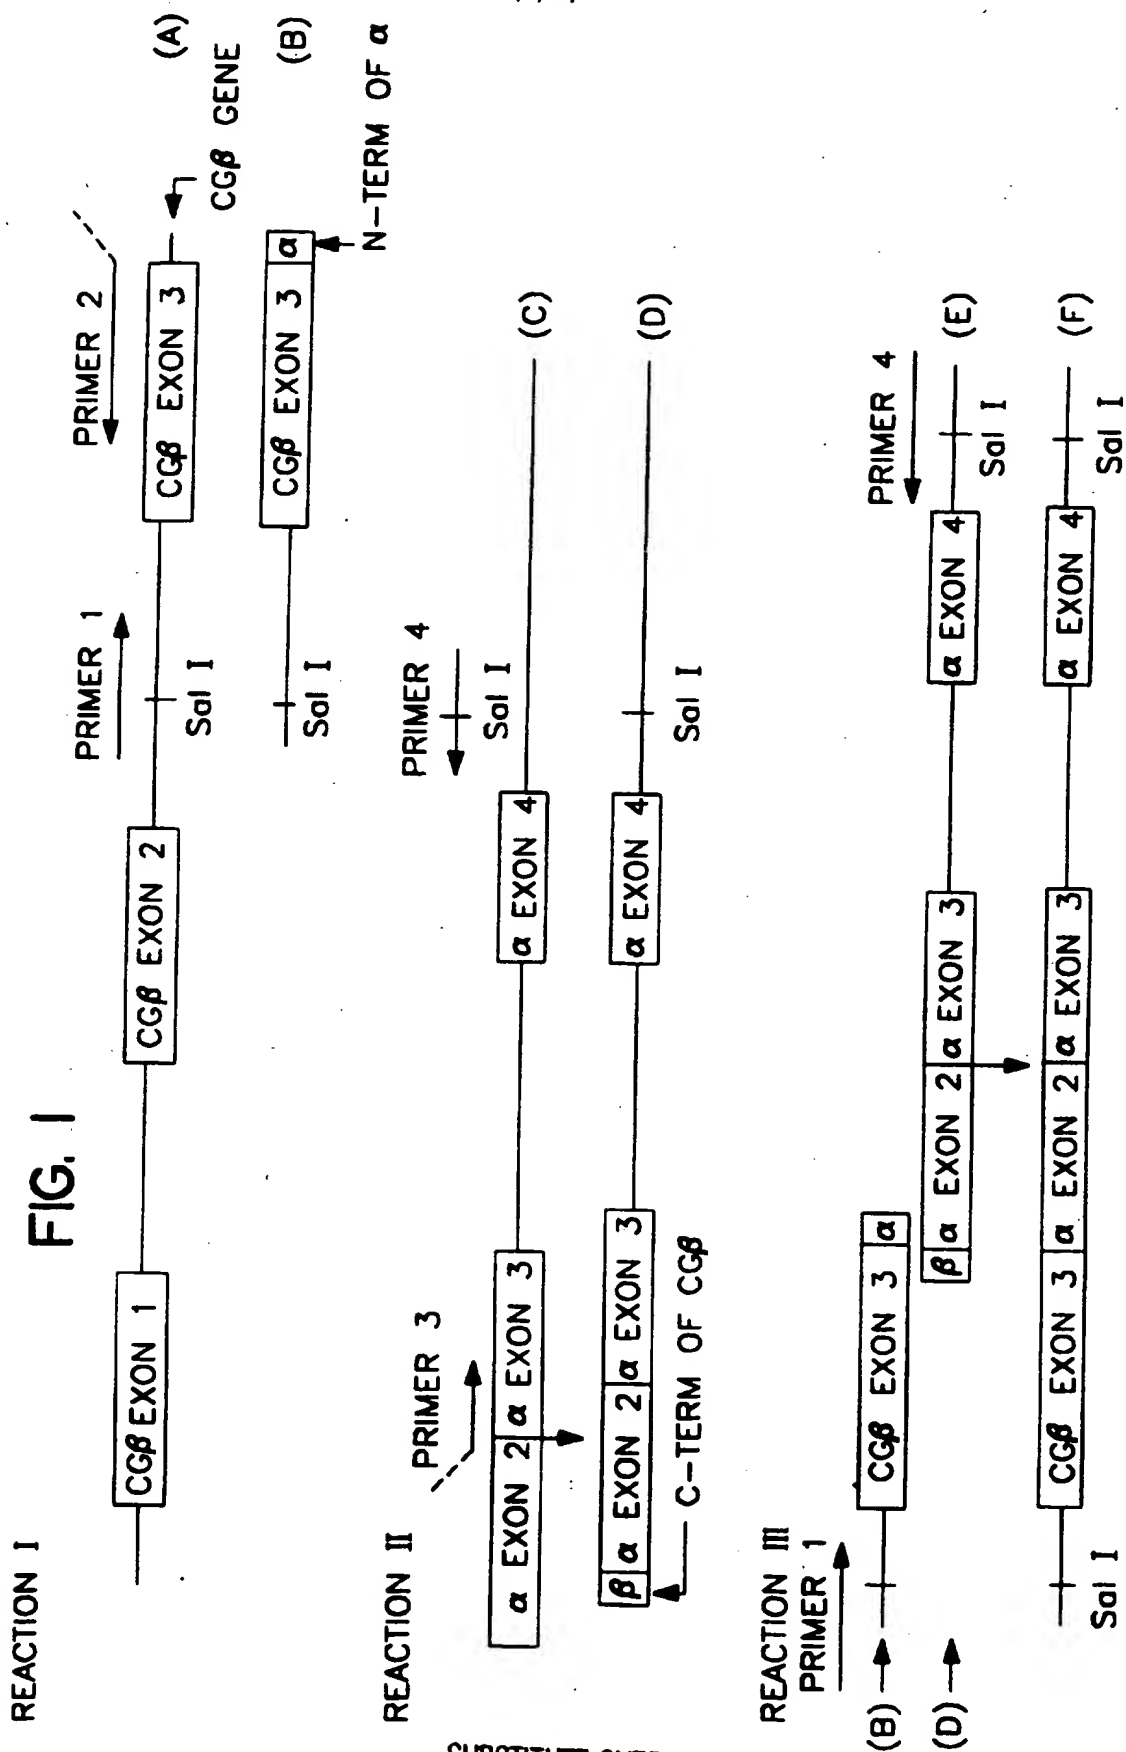 FIG. 1
REACTION I
PRIMER 1
PRIMER 2
CGβ EXON 1
CGβ EXON 2
CGβ EXON 3
(A)
Sal I
CGβ GENE
CGβ EXON 3
α
(B)
Sal I
N-TERM OF α
REACTION II
PRIMER 3
PRIMER 4
Sal I
α EXON 2
α EXON 3
α EXON 4
(C)
β
α EXON 2
α EXON 3
α EXON 4
(D)
Sal I
C-TERM OF CGβ
REACTION III
PRIMER 1
PRIMER 4
(B)
CGβ EXON 3
α
(D)
β
α EXON 2
α EXON 3
α EXON 4
(E)
Sal I
CGβ EXON 3
α EXON 2
α EXON 3
α EXON 4
(F)
Sal I
Sal I